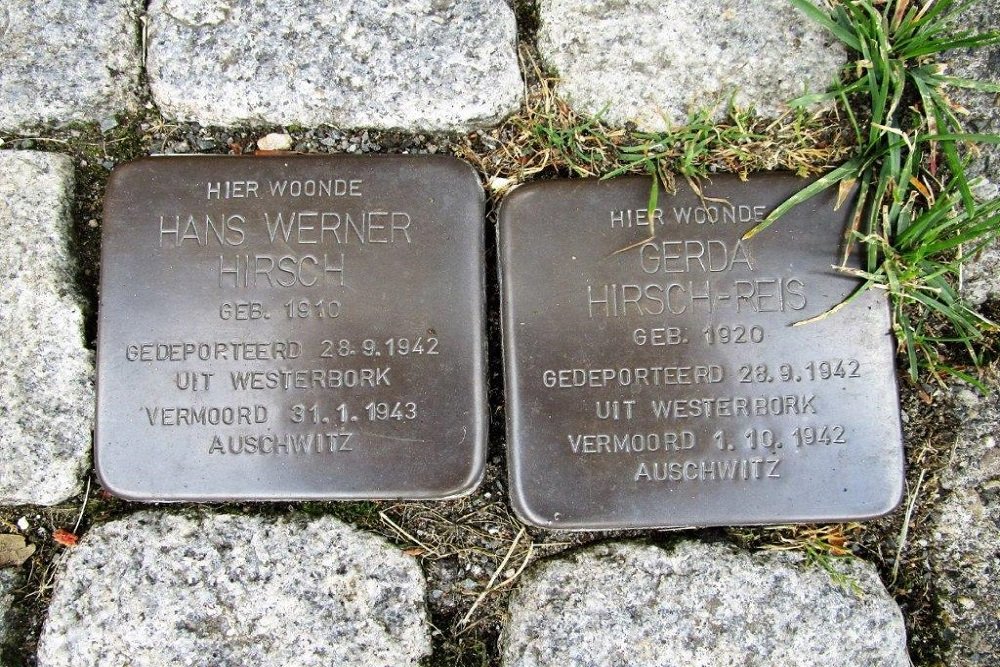 HIER WOONDE
HANS WERNER
HIRSCH
GEB. 1910
GEDEPORTEERD 28.9.1942
UIT WESTERBORK
VERMOORD 31.1.1943
AUSCHWITZ
HIER WOONDE
GERDA
HIRSCH-REIS
GEB. 1920
GEDEPORTEERD 28.9.1942
UIT WESTERBORK
VERMOORD 1.10.1942
AUSCHWITZ